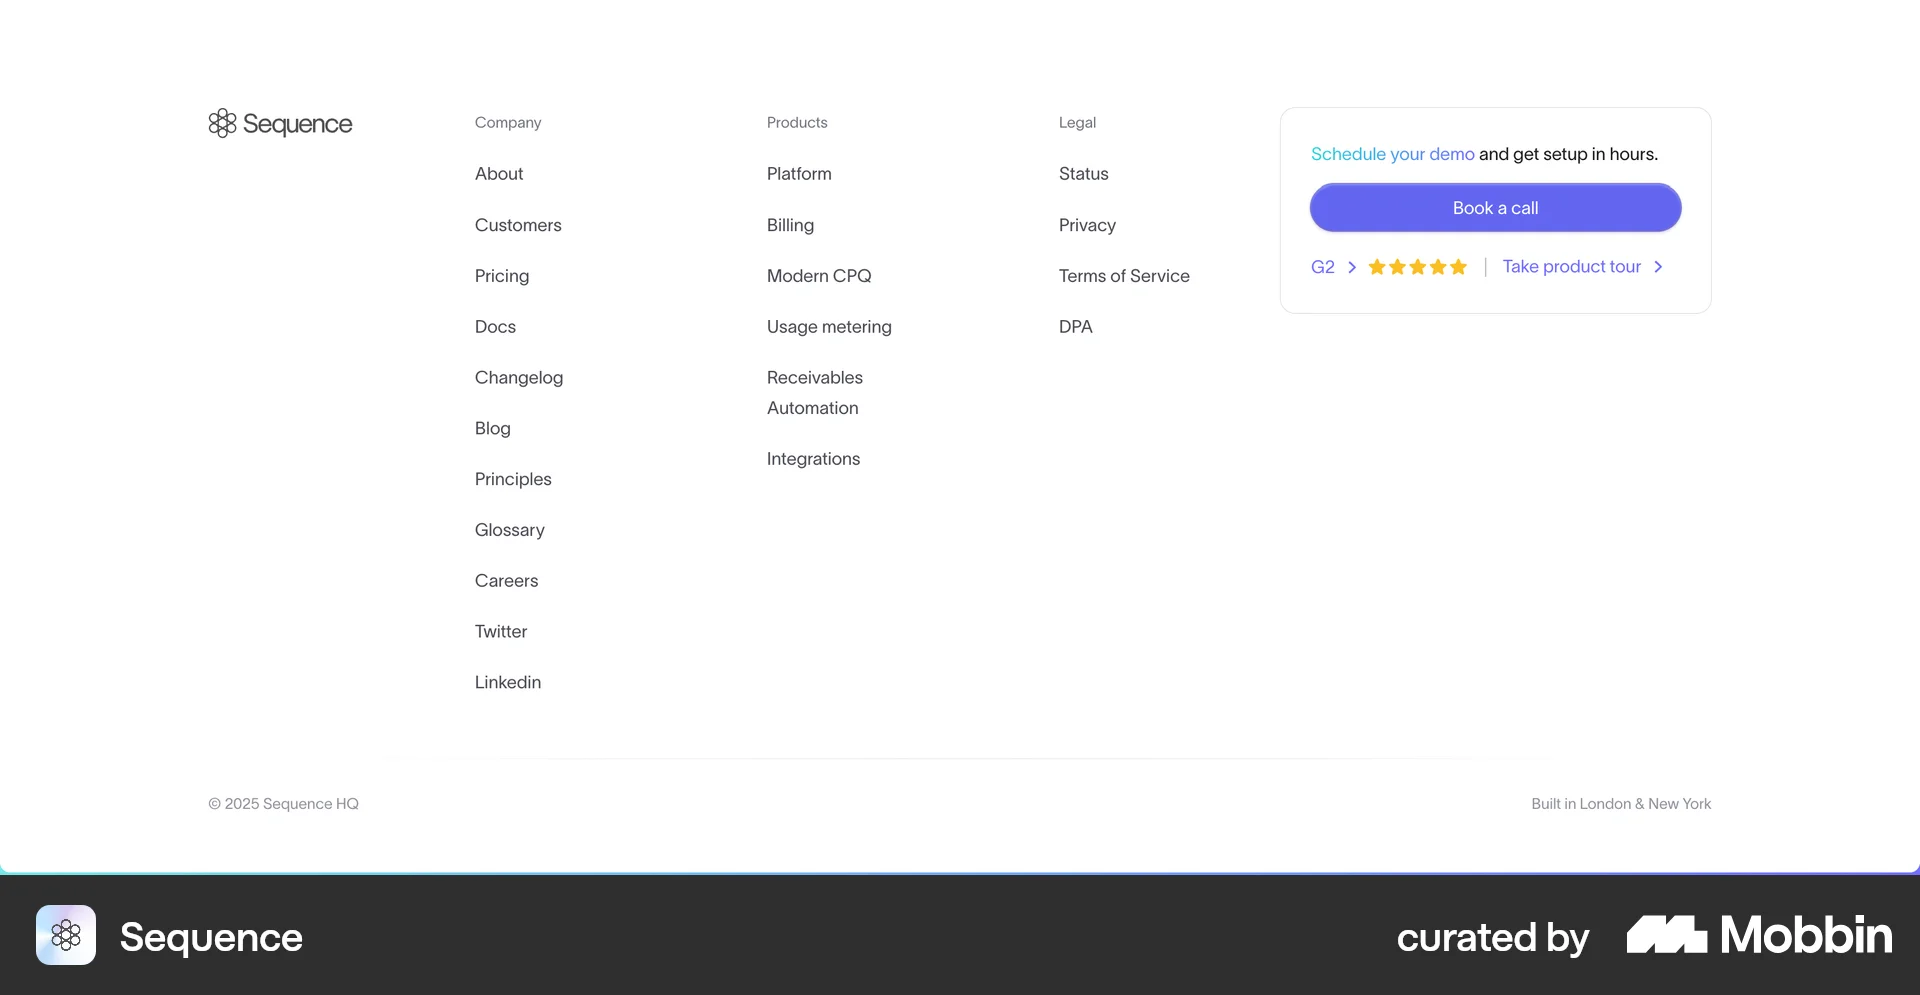 Sequence
Company
About
Customers
Pricing
Docs
Changelog
Blog
Principles
Glossary
Careers
Twitter
Linkedin
Products
Platform
Billing
Modern CPQ
Usage metering
Receivables
Automation
Integrations
Legal
Status
Privacy
Terms of Service
DPA
Schedule your demo and get setup in hours.
Book a call
G2
Take product tour
© 2025 Sequence HQ
Built in London & New York
Sequence
curated by
Mobbin